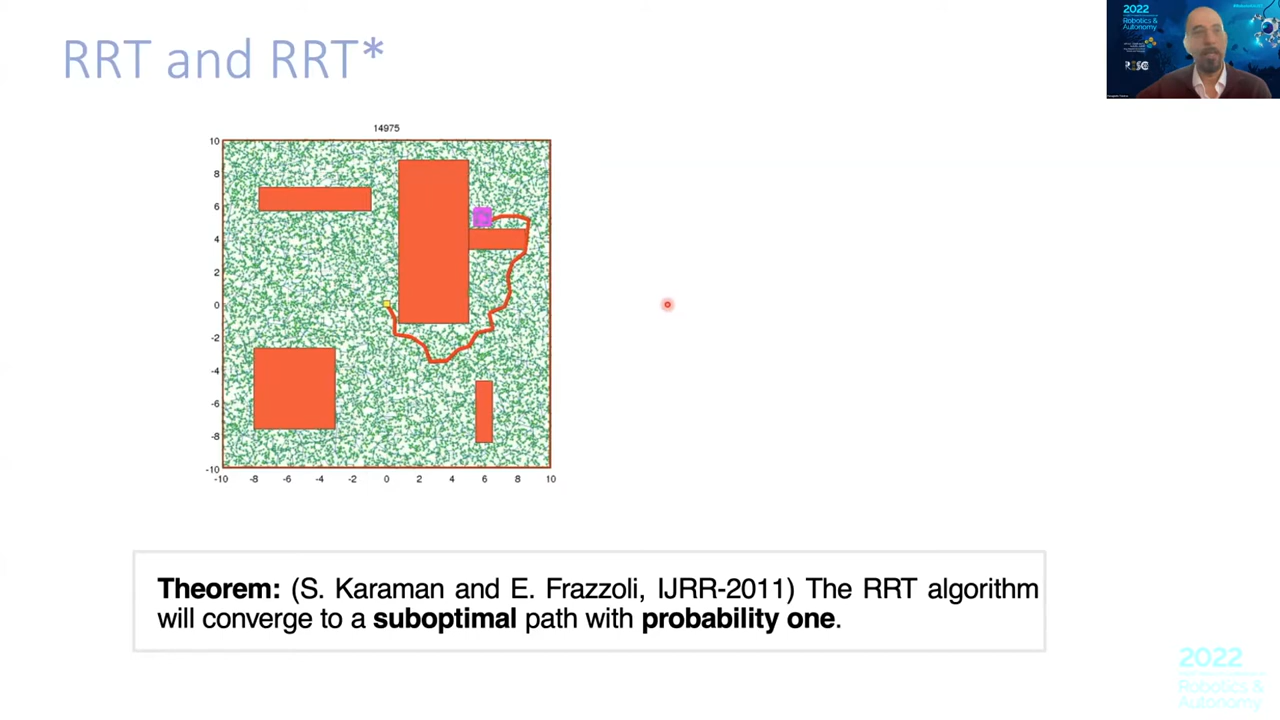 RRT and RRT*
2022
Robotics &
Autonomy
14975
10
8
6
4
2
0
-2
-4
-6
-8
-10
-10 -8 -6 -4 -2 0 2 4 6 8 10
Theorem: (S. Karaman and E. Frazzoli, IJRR-2011) The RRT algorithm
will converge to a suboptimal path with probability one.
2022
Robotics &
Autonomy